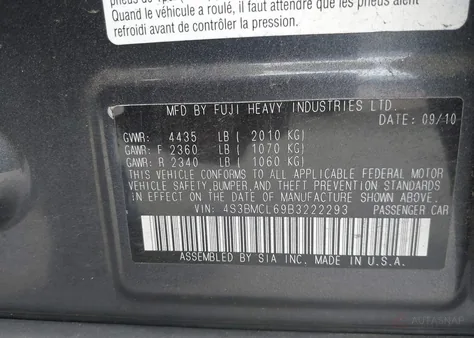 Quand le véhicule a roulé, il faut attendre que les pneus aient
refroidi avant de contrôler la pression.
MFD BY FUJI HEAVY INDUSTRIES LTD.
DATE: 09/10
GVWR: 4435 LB ( 2010 KG)
GAWR: F 2360 LB ( 1070 KG)
GAWR: R 2340 LB ( 1060 KG)
THIS VEHICLE CONFORMS TO ALL APPLICABLE FEDERAL MOTOR
VEHICLE SAFETY, BUMPER, AND THEFT PREVENTION STANDARDS
IN EFFECT ON THE DATE OF MANUFACTURE SHOWN ABOVE.
VIN: 4S3BMCL69B3222293 PASSENGER CAR
ASSEMBLED BY SIA INC. MADE IN U.S.A.